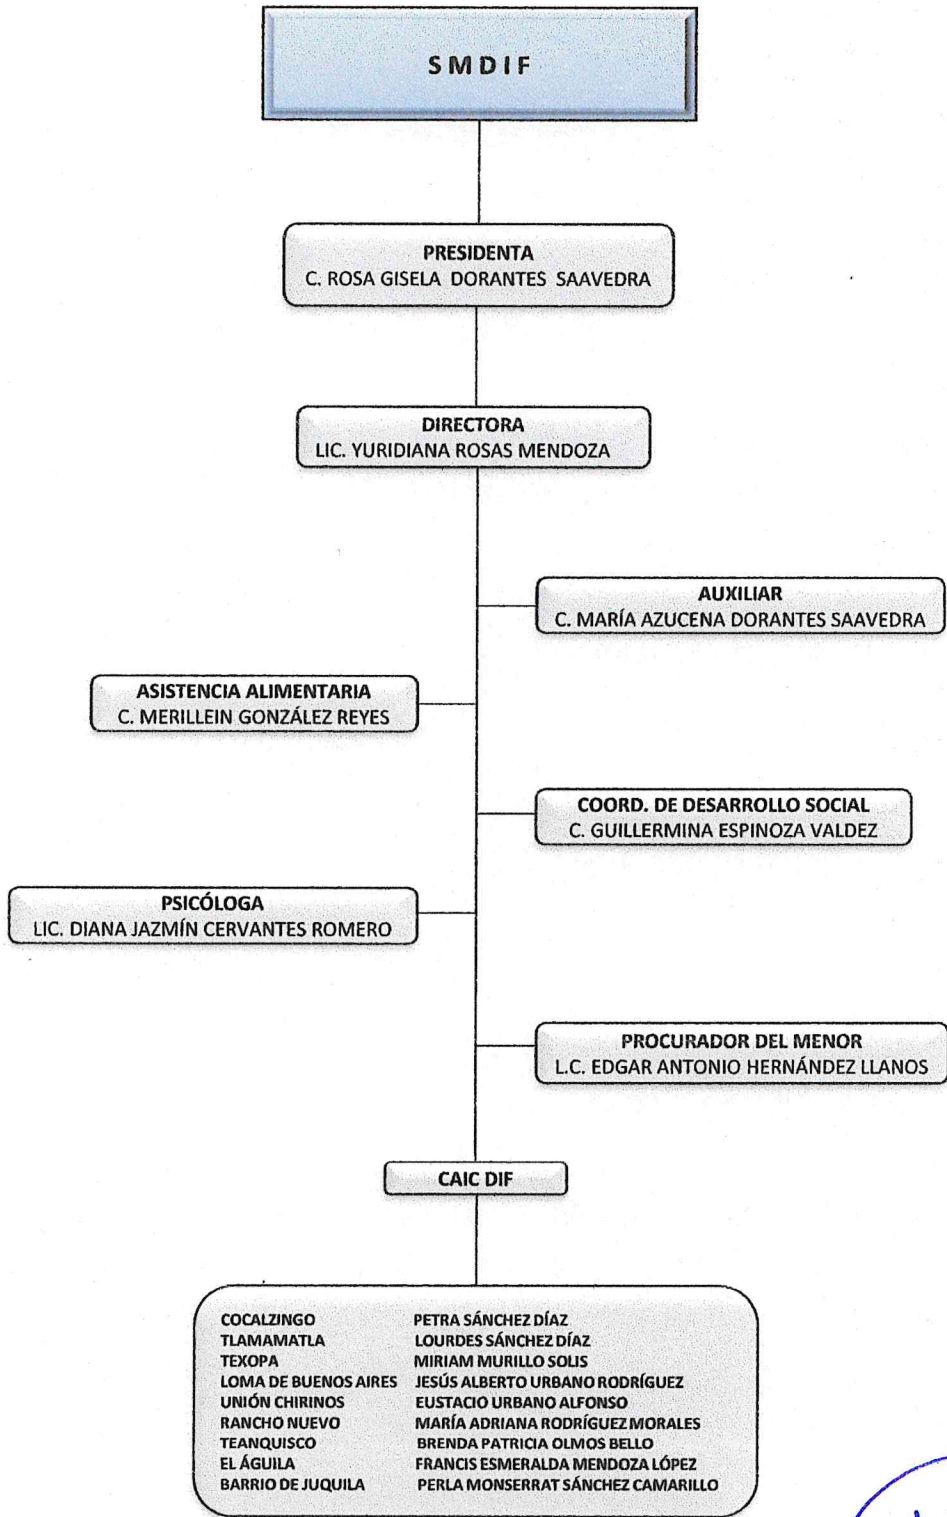 SMDIF
PRESIDENTA
C. ROSA GISELA DORANTES SAAVEDRA
DIRECTORA
LIC. YURIDIANA ROSAS MENDOZA
AUXILIAR
C. MARÍA AZUCENA DORANTES SAAVEDRA
ASISTENCIA ALIMENTARIA
C. MERILLEIN GONZÁLEZ REYES
COORD. DE DESARROLLO SOCIAL
C. GUILLERMINA ESPINOZA VALDEZ
PSICÓLOGA
LIC. DIANA JAZMÍN CERVANTES ROMERO
PROCURADOR DEL MENOR
L.C. EDGAR ANTONIO HERNÁNDEZ LLANOS
CAIC DIF
COCALZINGO PETRA SÁNCHEZ DÍAZ
TLAMAMATLA LOURDES SÁNCHEZ DÍAZ
TEXOPA MIRIAM MURILLO SOLIS
LOMA DE BUENOS AIRES JESÚS ALBERTO URBANO RODRÍGUEZ
UNIÓN CHIRINOS EUSTACIO URBANO ALFONSO
RANCHO NUEVO MARÍA ADRIANA RODRÍGUEZ MORALES
TEANQUISCO BRENDA PATRICIA OLMOS BELLO
EL ÁGUILA FRANCIS ESMERALDA MENDOZA LÓPEZ
BARRIO DE JUQUILA PERLA MONSERRAT SÁNCHEZ CAMARILLO